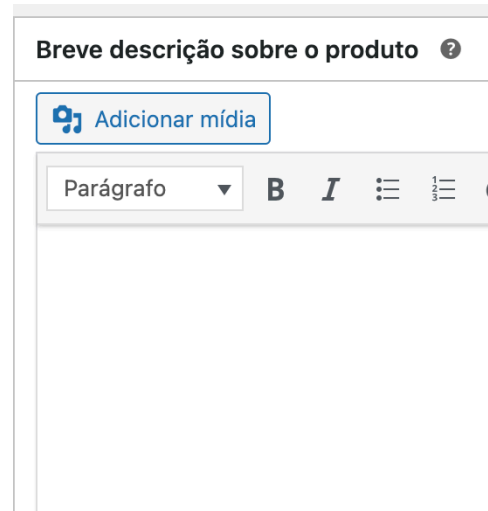 Breve descrição sobre o produto ?
Adicionar mídia
Parágrafo B I